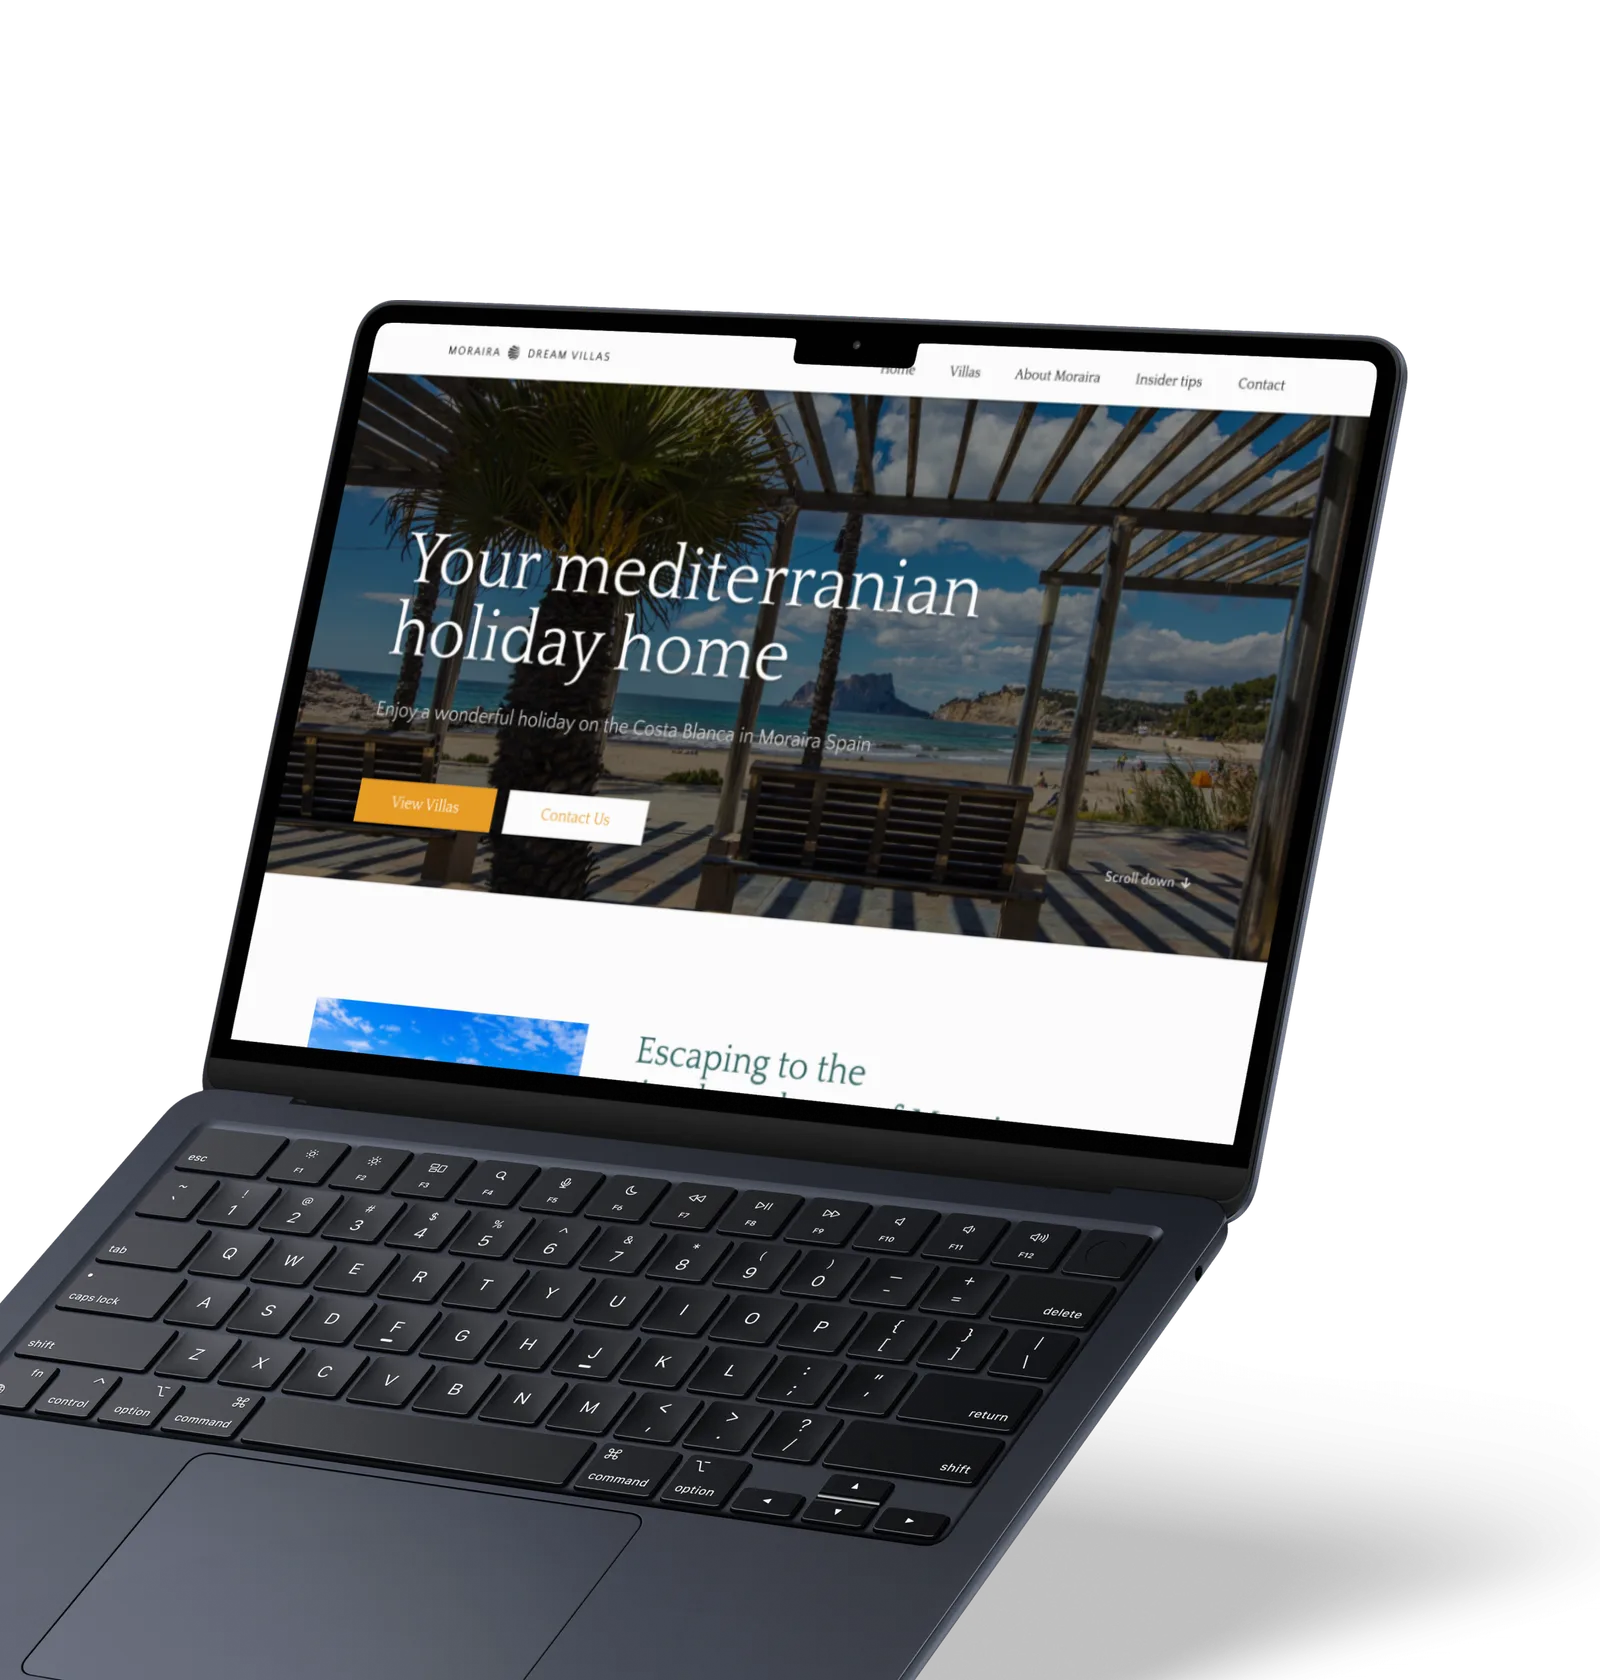 MORAIRA DREAM VILLAS
Home Villas About Moraira Insider tips Contact
Your mediterranian
holiday home
Enjoy a wonderful holiday on the Costa Blanca in Moraira Spain
View Villas Contact Us
Scroll down ↓
Escaping to the
esc F1 F2 F3 F4 F5 F6 F7 F8 F9 F10 F11 F12
~ ` ! 1 @ 2 # 3 $ 4 % 5 ^ 6 & 7 * 8 ( 9 ) 0 _ - + = delete
tab Q W E R T Y U I O P { [ } ] | \
caps lock A S D F G H J K L : ; " ' return
shift Z X C V B N M < , > . ? / shift
fn control option command command option